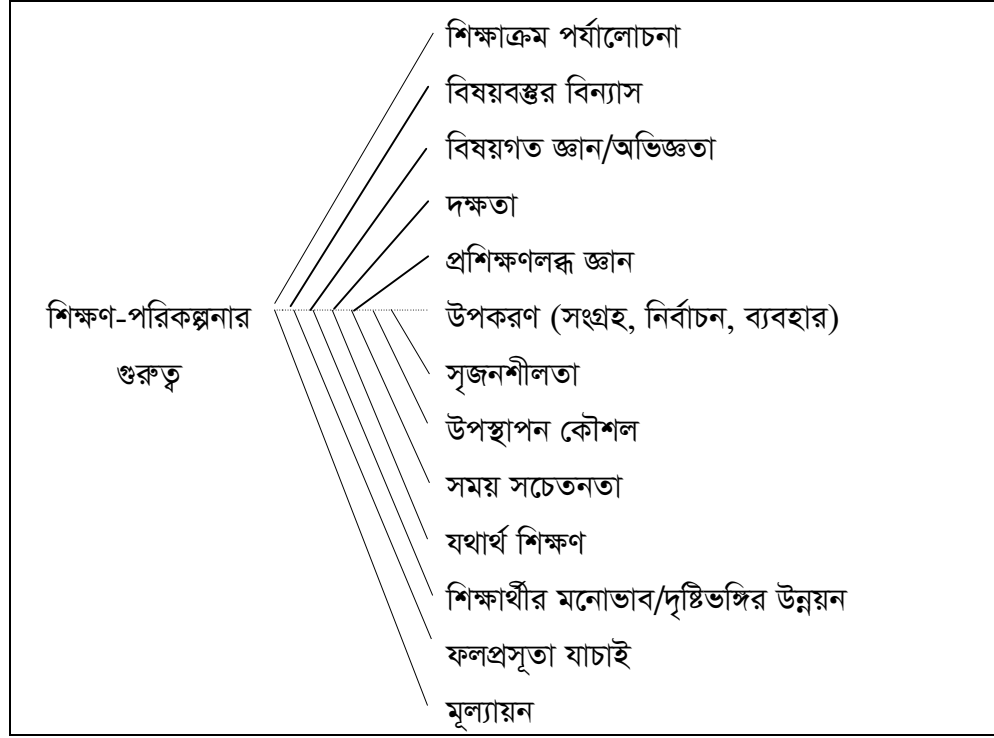 শিক্ষাক্রম পর্যালোচনা
বিষয়বস্তুর বিন্যাস
বিষয়গত জ্ঞান/অভিজ্ঞতা
দক্ষতা
প্রশিক্ষণলব্ধ জ্ঞান
শিক্ষণ-পরিকল্পনার
গুরুত্ব
উপকরণ (সংগ্রহ, নির্বাচন, ব্যবহার)
সৃজনশীলতা
উপস্থাপন কৌশল
সময় সচেতনতা
যথার্থ শিক্ষণ
শিক্ষার্থীর মনোভাব/দৃষ্টিভঙ্গির উন্নয়ন
ফলপ্রসূতা যাচাই
মূল্যায়ন